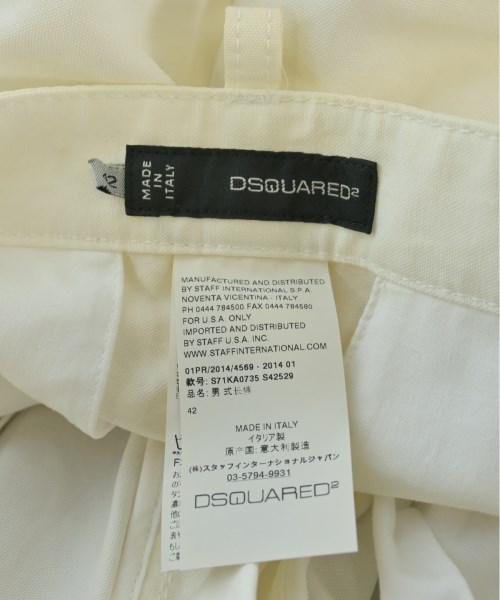 MADE IN ITALY
DSQUARED2
MANUFACTURED AND DISTRIBUTED
BY STAFF INTERNATIONAL S.P.A
NOVENTA VICENTINA - ITALY
PH 0444 784500 FAX 0444 784580
FOR U.S.A. ONLY
IMPORTED AND DISTRIBUTED
BY STAFF U.S.A. INC.
WWW.STAFFINTERNATIONAL.COM
01PR/2014/4569 - 2014 01
款号: S71KA0735 S42529
品名: 男式长裤
42
MADE IN ITALY
イタリア製
原产国: 意大利製造
(株)スタッフインターナショナルジャパン
03-5794-9931
DSQUARED2